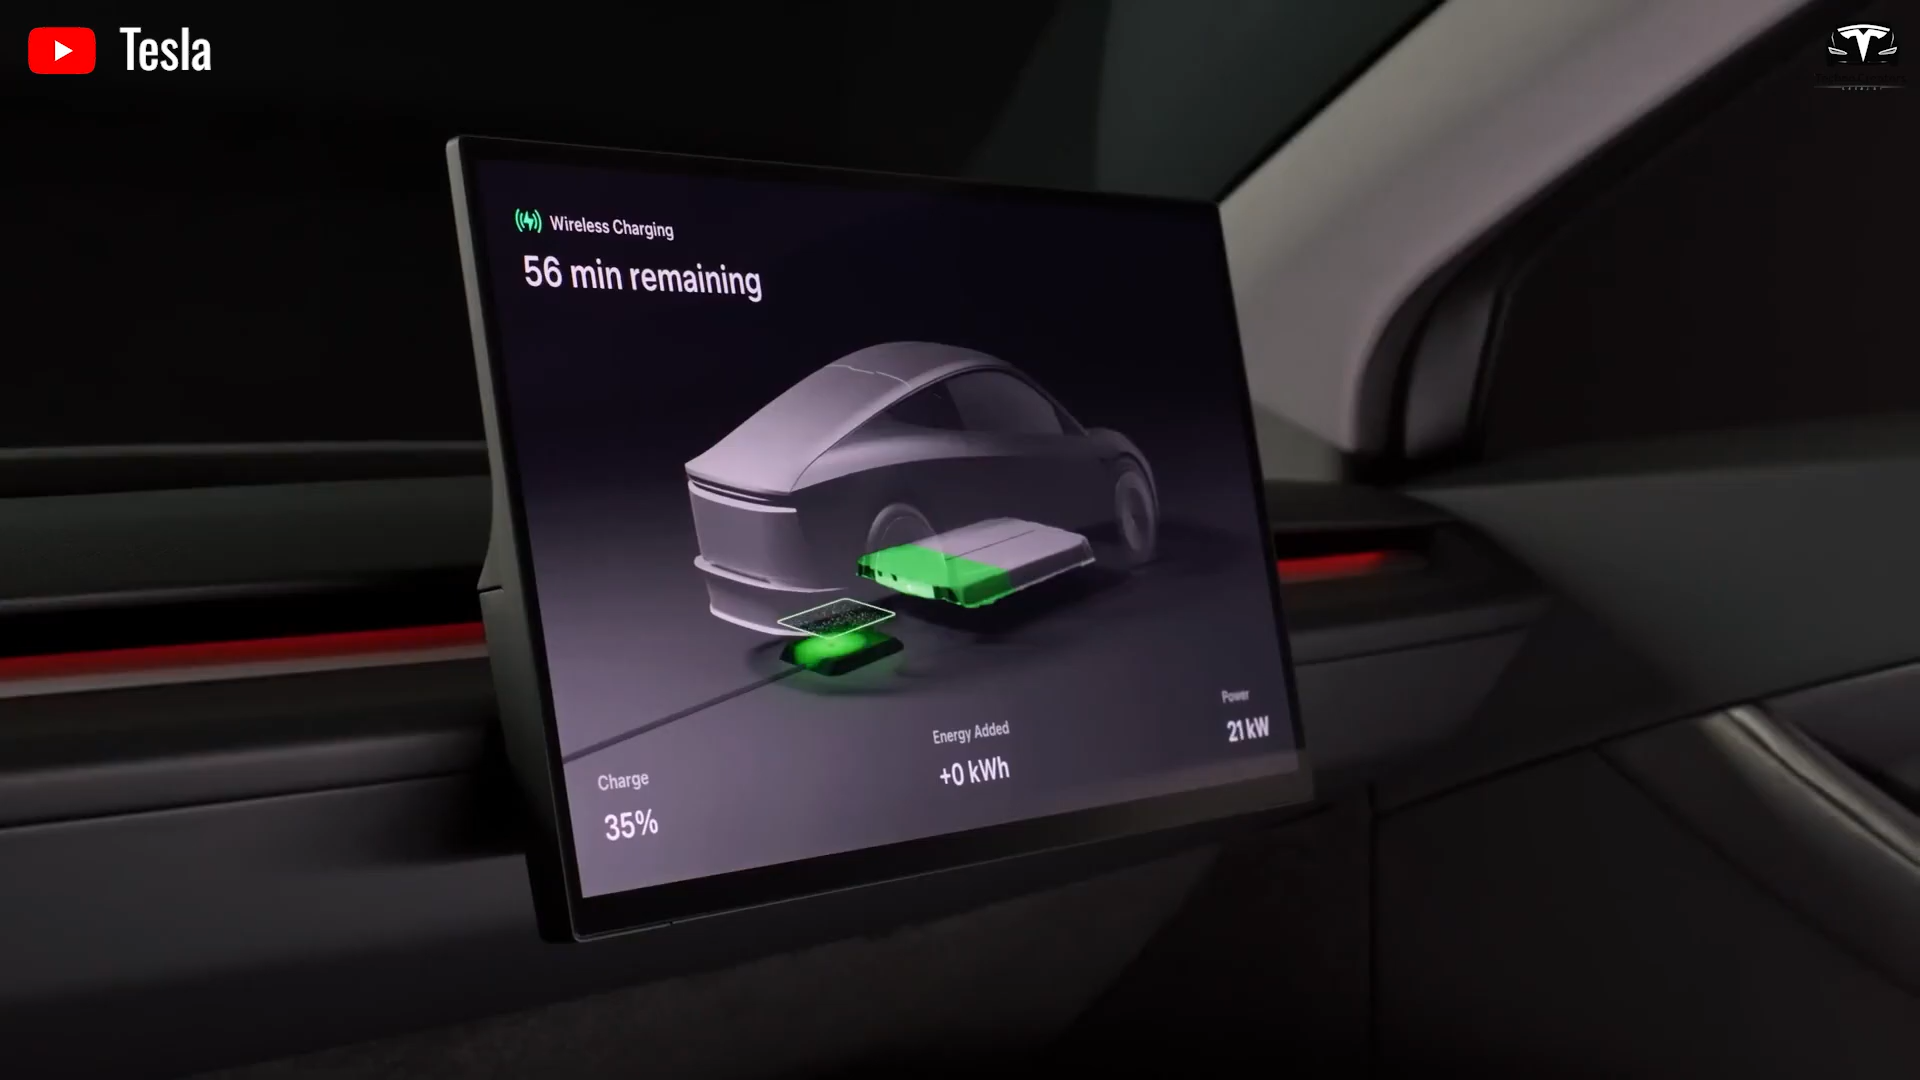 Tesla
Wireless Charging
56 min remaining
Power
21 kW
Energy Added
+0 kWh
Charge
35%